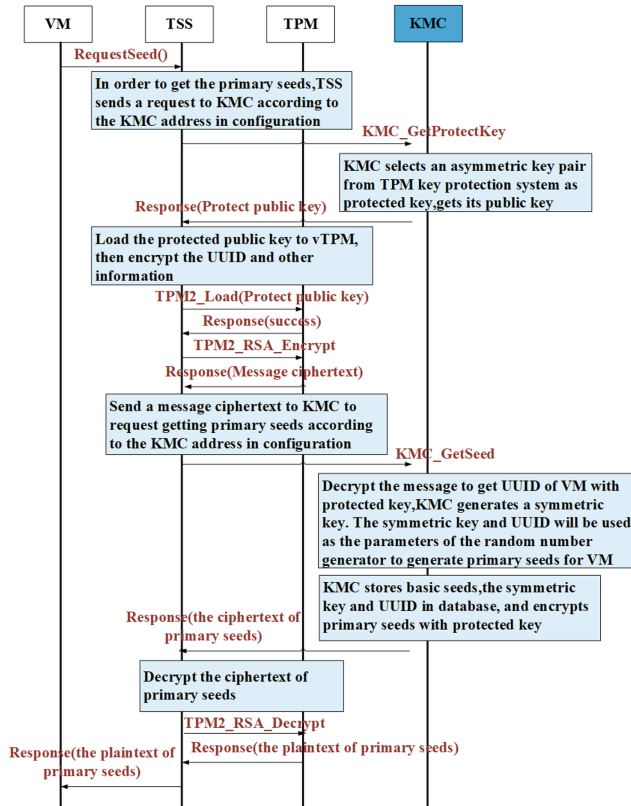 VM
TSS
TPM
KMC
RequestSeed()
In order to get the primary seeds,TSS
sends a request to KMC according to
the KMC address in configuration
KMC_GetProtectKey
KMC selects an asymmetric key pair
from TPM key protection system as
protected key,gets its public key
Response(Protect public key)
Load the protected public key to vTPM,
then encrypt the UUID and other
information
TPM2_Load(Protect public key)
Response(success)
TPM2_RSA_Encrypt
Response(Message ciphertext)
Send a message ciphertext to KMC to
request getting primary seeds according
to the KMC address in configuration
KMC_GetSeed
Decrypt the message to get UUID of VM with
protected key,KMC generates a symmetric
key. The symmetric key and UUID will be used
as the parameters of the random number
generator to generate primary seeds for VM
KMC stores basic seeds,the symmetric
key and UUID in database, and encrypts
primary seeds with protected key
Response(the ciphertext of
primary seeds)
Decrypt the ciphertext of
primary seeds
TPM2_RSA_Decrypt
Response(the plaintext of primary seeds)
Response(the plaintext of
primary seeds)